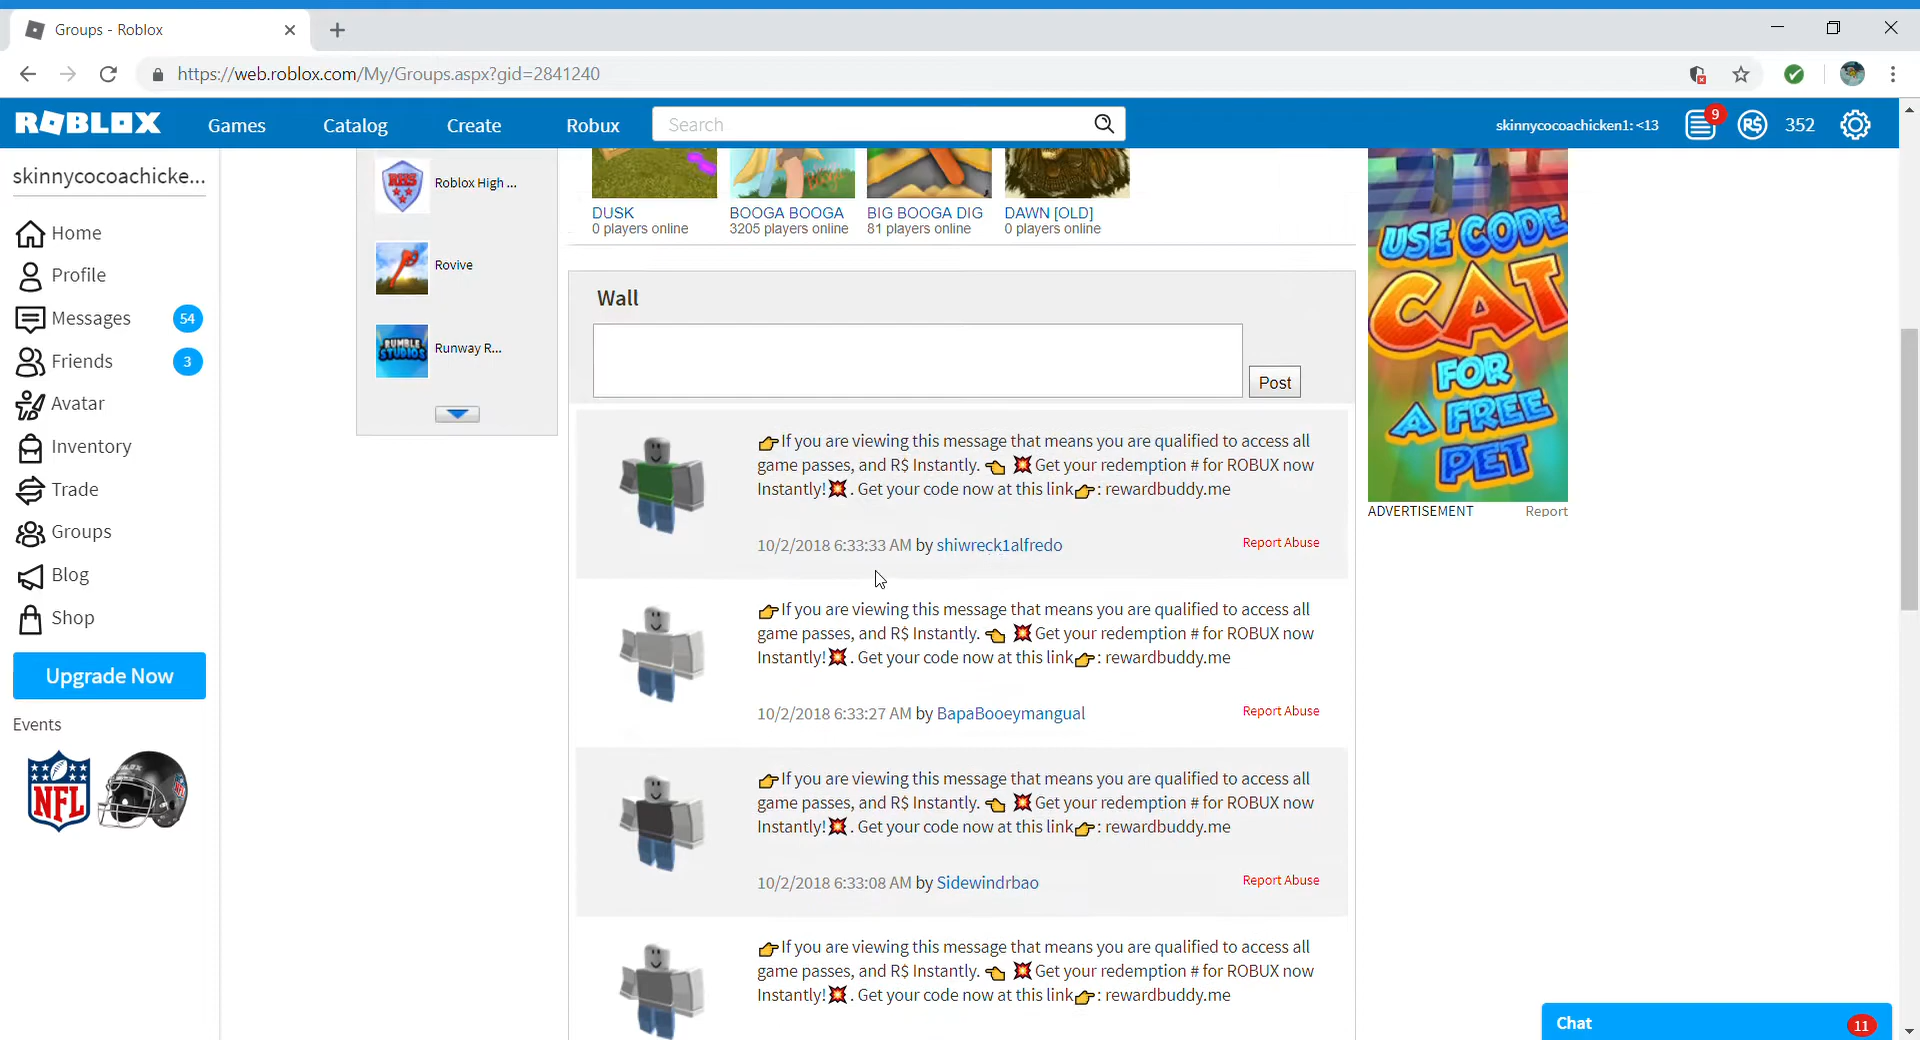 Groups - Roblox
https://web.roblox.com/My/Groups.aspx?gid=2841240
ROBLOX
Games
Catalog
Create
Robux
Search
skinnycocoachicken1: <13
9
R$
352
skinnycocoachicke...
Home
Profile
Messages
54
Friends
3
Avatar
Inventory
Trade
Groups
Blog
Shop
Upgrade Now
Events
NFL
RHS
Roblox High ...
Rovive
RUMBLE
STUDIOS
Runway R...
DUSK
0 players online
BOOGA BOOGA
3205 players online
BIG BOOGA DIG
81 players online
DAWN [OLD]
0 players online
Wall
Post
👉If you are viewing this message that means you are qualified to access all
game passes, and R$ Instantly. 👈 💥Get your redemption # for ROBUX now
Instantly!💥. Get your code now at this link👉: rewardbuddy.me
10/2/2018 6:33:33 AM by shiwreck1alfredo
Report Abuse
👉If you are viewing this message that means you are qualified to access all
game passes, and R$ Instantly. 👈 💥Get your redemption # for ROBUX now
Instantly!💥. Get your code now at this link👉: rewardbuddy.me
10/2/2018 6:33:27 AM by BapaBooeymangual
Report Abuse
👉If you are viewing this message that means you are qualified to access all
game passes, and R$ Instantly. 👈 💥Get your redemption # for ROBUX now
Instantly!💥. Get your code now at this link👉: rewardbuddy.me
10/2/2018 6:33:08 AM by Sidewindrbao
Report Abuse
👉If you are viewing this message that means you are qualified to access all
game passes, and R$ Instantly. 👈 💥Get your redemption # for ROBUX now
Instantly!💥. Get your code now at this link👉: rewardbuddy.me
USE CODE
CAT
FOR
A FREE
PET
ADVERTISEMENT
Report
Chat
11